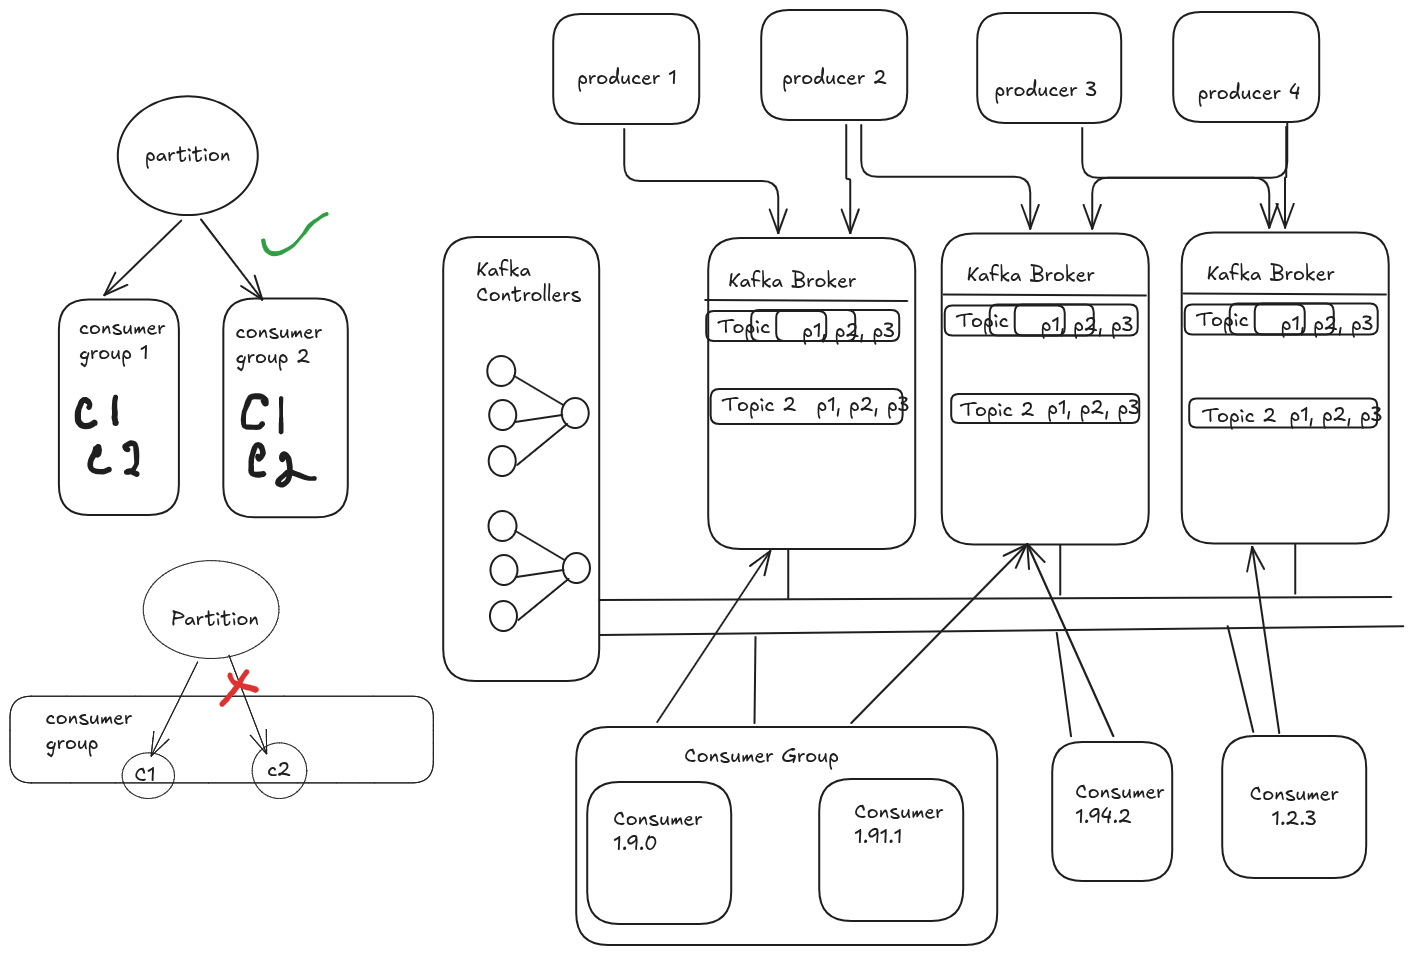 producer 1
producer 2
producer 3
producer 4
partition
consumer
group 1
C1
C2
consumer
group 2
C1
C2
Partition
consumer
group
C1
c2
Kafka
Controllers
Kafka Broker
Topic p1, p2, p3
Topic 2 p1, p2, p3
Kafka Broker
Topic p1, p2, p3
Topic 2 p1, p2, p3
Kafka Broker
Topic p1, p2, p3
Topic 2 p1, p2, p3
Consumer Group
Consumer
1.9.0
Consumer
1.91.1
Consumer
1.94.2
Consumer
1.2.3